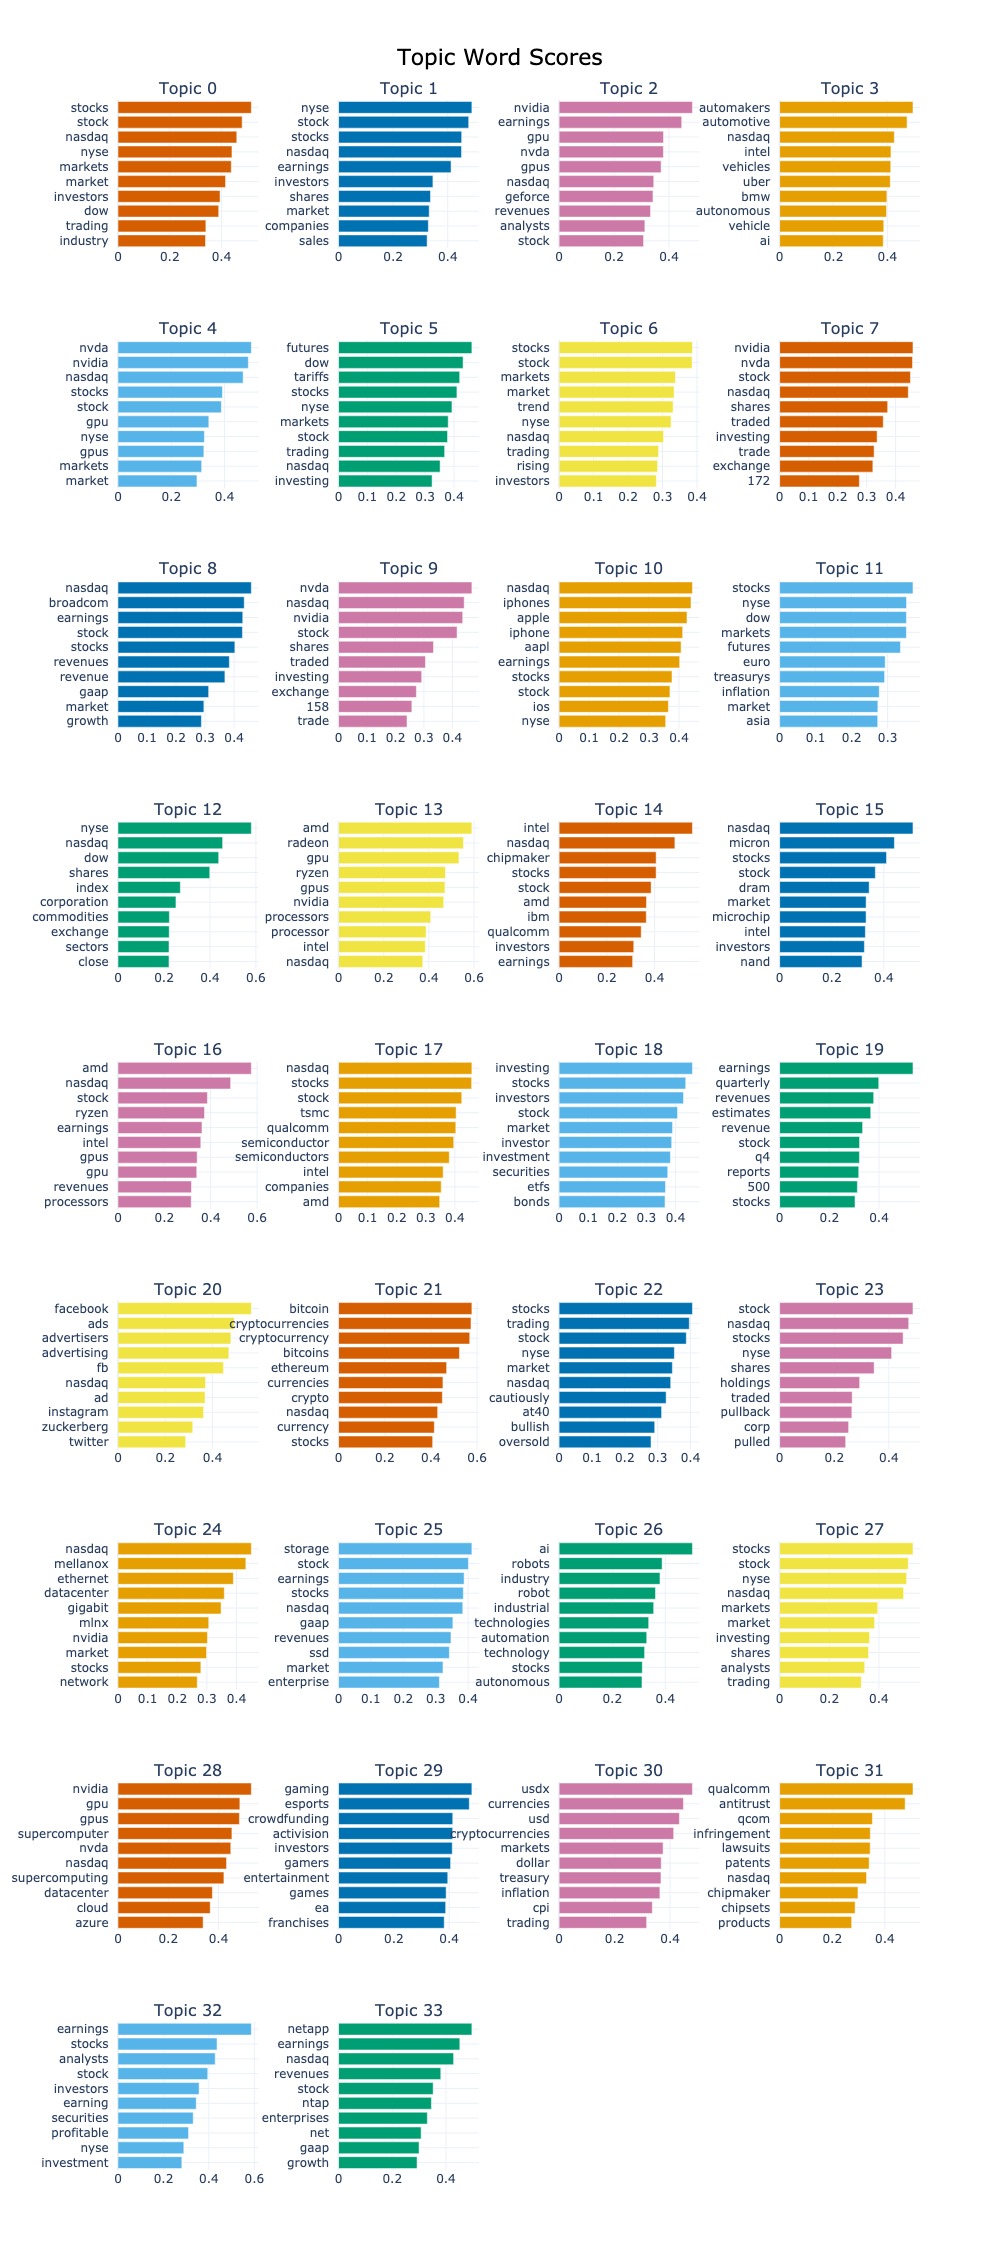 Topic Word Scores
Topic 0
stocks
stock
nasdaq
nyse
markets
market
investors
dow
trading
industry
0 0.2 0.4
Topic 1
nyse
stock
stocks
nasdaq
earnings
investors
shares
market
companies
sales
0 0.2 0.4
Topic 2
nvidia
earnings
gpu
nvda
gpus
nasdaq
geforce
revenues
analysts
stock
0 0.2 0.4
Topic 3
automakers
automotive
nasdaq
intel
vehicles
uber
bmw
autonomous
vehicle
ai
0 0.2 0.4
Topic 4
nvda
nvidia
nasdaq
stocks
stock
gpu
nyse
gpus
markets
market
0 0.2 0.4
Topic 5
futures
dow
tariffs
stocks
nyse
markets
stock
trading
nasdaq
investing
0 0.1 0.2 0.3 0.4
Topic 6
stocks
stock
markets
market
trend
nyse
nasdaq
trading
rising
investors
0 0.1 0.2 0.3 0.4
Topic 7
nvidia
nvda
stock
nasdaq
shares
traded
investing
trade
exchange
172
0 0.1 0.2 0.3 0.4
Topic 8
nasdaq
broadcom
earnings
stock
stocks
revenues
revenue
gaap
market
growth
0 0.1 0.2 0.3 0.4
Topic 9
nvda
nasdaq
nvidia
stock
shares
traded
investing
exchange
158
trade
0 0.1 0.2 0.3 0.4
Topic 10
nasdaq
iphones
apple
iphone
aapl
earnings
stocks
stock
ios
nyse
0 0.1 0.2 0.3 0.4
Topic 11
stocks
nyse
dow
markets
futures
euro
treasurys
inflation
market
asia
0 0.1 0.2 0.3
Topic 12
nyse
nasdaq
dow
shares
index
corporation
commodities
exchange
sectors
close
0 0.2 0.4 0.6
Topic 13
amd
radeon
gpu
ryzen
gpus
nvidia
processors
processor
intel
nasdaq
0 0.2 0.4 0.6
Topic 14
intel
nasdaq
chipmaker
stocks
stock
amd
ibm
qualcomm
investors
earnings
0 0.2 0.4
Topic 15
nasdaq
micron
stocks
stock
dram
market
microchip
intel
investors
nand
0 0.2 0.4
Topic 16
amd
nasdaq
stock
ryzen
earnings
intel
gpus
gpu
revenues
processors
0 0.2 0.4 0.6
Topic 17
nasdaq
stocks
stock
tsmc
qualcomm
semiconductor
semiconductors
intel
companies
amd
0 0.1 0.2 0.3 0.4
Topic 18
investing
stocks
investors
stock
market
investor
investment
securities
etfs
bonds
0 0.1 0.2 0.3 0.4
Topic 19
earnings
quarterly
revenues
estimates
revenue
stock
q4
reports
500
stocks
0 0.2 0.4
Topic 20
facebook
ads
advertisers
advertising
fb
nasdaq
ad
instagram
zuckerberg
twitter
0 0.2 0.4
Topic 21
bitcoin
cryptocurrencies
cryptocurrency
bitcoins
ethereum
currencies
crypto
nasdaq
currency
stocks
0 0.2 0.4 0.6
Topic 22
stocks
trading
stock
nyse
market
nasdaq
cautiously
at40
bullish
oversold
0 0.1 0.2 0.3 0.4
Topic 23
stock
nasdaq
stocks
nyse
shares
holdings
traded
pullback
corp
pulled
0 0.2 0.4
Topic 24
nasdaq
mellanox
ethernet
datacenter
gigabit
mlnx
nvidia
market
stocks
network
0 0.1 0.2 0.3 0.4
Topic 25
storage
stock
earnings
stocks
nasdaq
gaap
revenues
ssd
market
enterprise
0 0.1 0.2 0.3 0.4
Topic 26
ai
robots
industry
robot
industrial
technologies
automation
technology
stocks
autonomous
0 0.2 0.4
Topic 27
stocks
stock
nyse
nasdaq
markets
market
investing
shares
analysts
trading
0 0.2 0.4
Topic 28
nvidia
gpu
gpus
supercomputer
nvda
nasdaq
supercomputing
datacenter
cloud
azure
0 0.2 0.4
Topic 29
gaming
esports
crowdfunding
activision
investors
gamers
entertainment
games
ea
franchises
0 0.2 0.4
Topic 30
usdx
currencies
usd
cryptocurrencies
markets
dollar
treasury
inflation
cpi
trading
0 0.2 0.4
Topic 31
qualcomm
antitrust
qcom
infringement
lawsuits
patents
nasdaq
chipmaker
chipsets
products
0 0.2 0.4
Topic 32
earnings
stocks
analysts
stock
investors
earning
securities
profitable
nyse
investment
0 0.2 0.4 0.6
Topic 33
netapp
earnings
nasdaq
revenues
stock
ntap
enterprises
net
gaap
growth
0 0.2 0.4